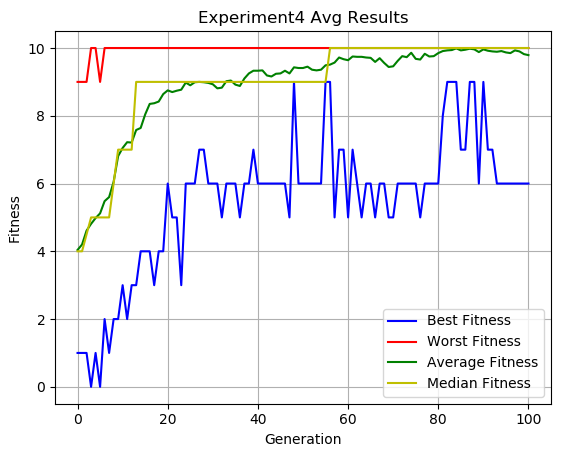 Experiment4 Avg Results
10
8
6
4
2
0
Fitness
0 20 40 60 80 100
Generation
Best Fitness
Worst Fitness
Average Fitness
Median Fitness